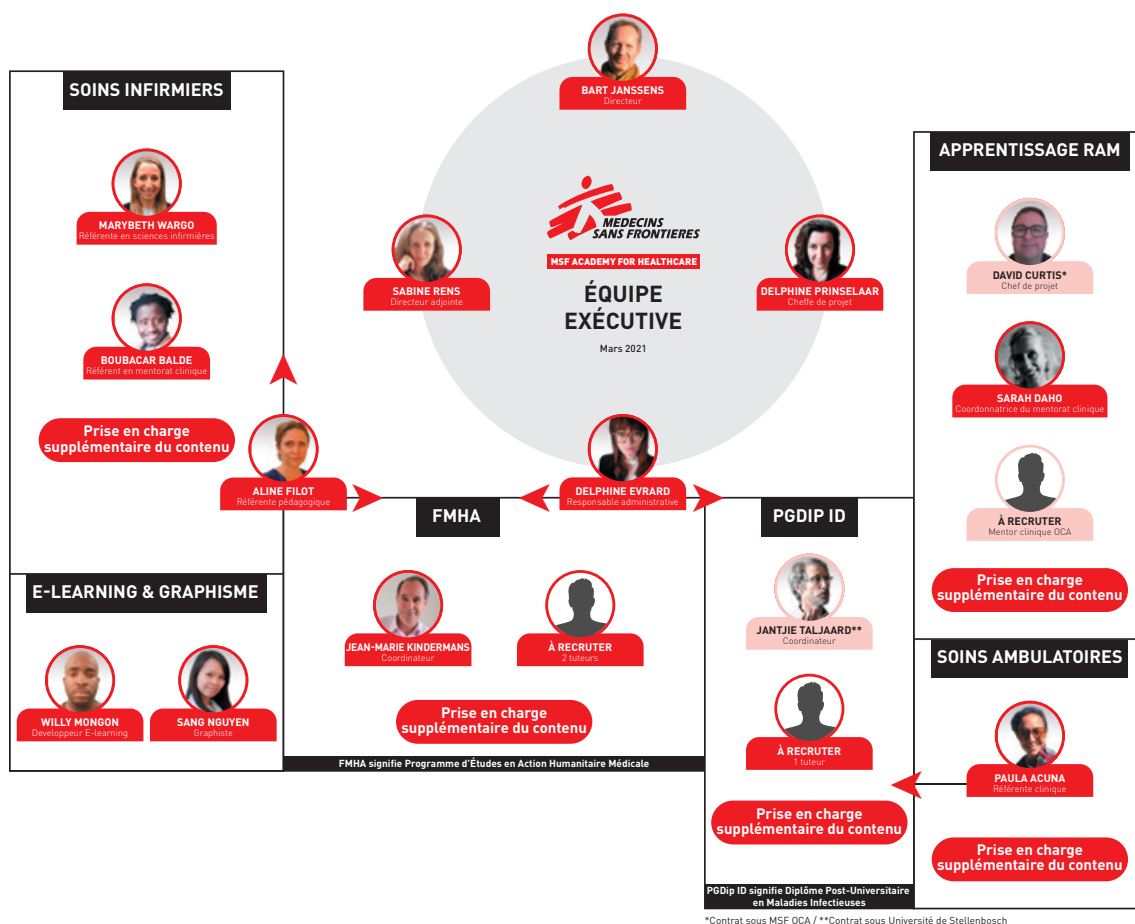 BART JANSSENS
Directeur
MEDECINS
SANS FRONTIERES
MSF ACADEMY FOR HEALTHCARE
ÉQUIPE
EXÉCUTIVE
Mars 2021
SABINE RENS
Directeur adjointe
DELPHINE PRINSELAAR
Cheffe de projet
DELPHINE EVRARD
Responsable administrative
SOINS INFIRMIERS
MARYBETH WARGO
Référente en sciences infirmières
BOUBACAR BALDE
Référent en mentorat clinique
Prise en charge
supplémentaire du contenu
ALINE FILOT
Référente pédagogique
E-LEARNING & GRAPHISME
WILLY MONGON
Developpeur E-learning
SANG NGUYEN
Graphiste
FMHA
JEAN-MARIE KINDERMANS
Coordinateur
À RECRUTER
2 tuteurs
Prise en charge
supplémentaire du contenu
FMHA signifie Programme d'Études en Action Humanitaire Médicale
PGDIP ID
JANTJIE TALJAARD**
Coordinateur
À RECRUTER
1 tuteur
Prise en charge
supplémentaire du contenu
PGDip ID signifie Diplôme Post-Universitaire
en Maladies Infectieuses
APPRENTISSAGE RAM
DAVID CURTIS*
Chef de projet
SARAH DAHO
Coordonnatrice du mentorat clinique
À RECRUTER
Mentor clinique OCA
Prise en charge
supplémentaire du contenu
SOINS AMBULATOIRES
PAULA ACUNA
Référente clinique
Prise en charge
supplémentaire du contenu
*Contrat sous MSF OCA / **Contrat sous Université de Stellenbosch